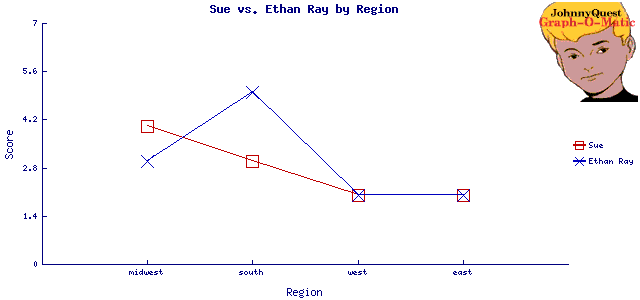 Sue vs. Ethan Ray by Region
JohnnyQuest
Graph-O-Matic
7
5.6
4.2
2.8
1.4
0
Score
midwest south west east
Region
Sue
Ethan Ray